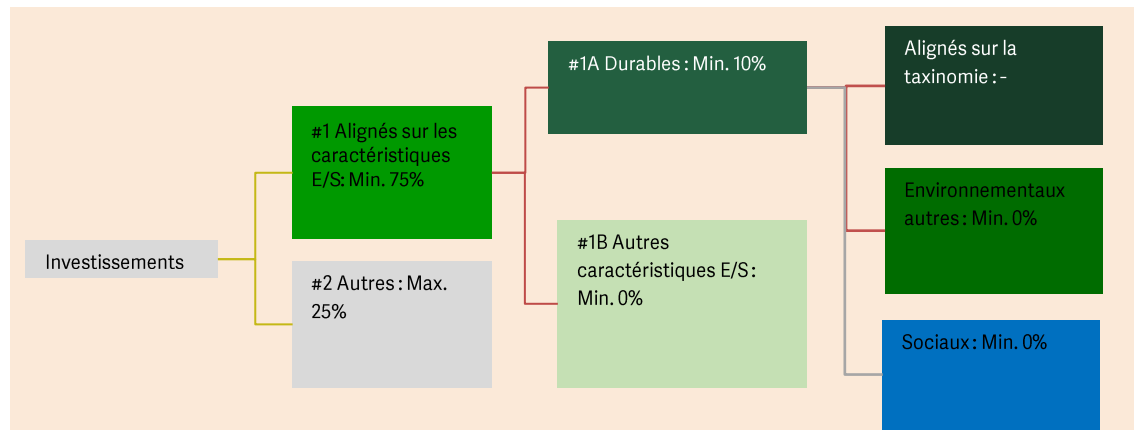 Investissements
#1 Alignés sur les
caractéristiques
E/S: Min. 75%
#2 Autres : Max.
25%
#1A Durables : Min. 10%
#1B Autres
caractéristiques E/S :
Min. 0%
Alignés sur la
taxinomie : -
Environnementaux
autres : Min. 0%
Sociaux : Min. 0%